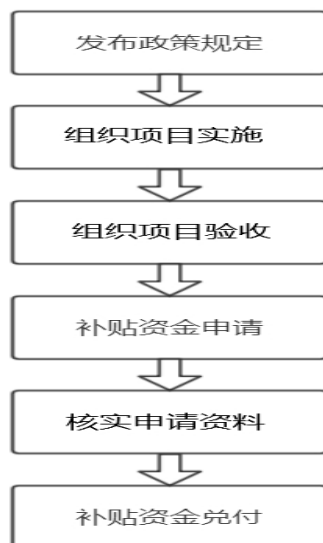 发布政策规定
组织项目实施
组织项目验收
补贴资金申请
核实申请资料
补贴资金兑付